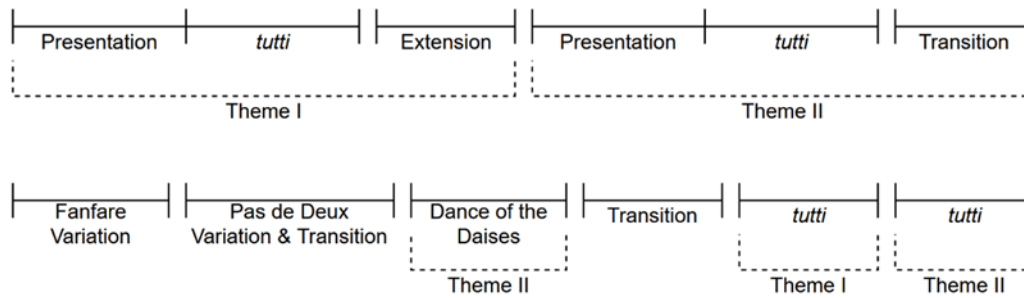 Presentation tutti Extension Presentation tutti Transition
Theme I Theme II
Fanfare Pas de Deux Dance of the Transition tutti tutti
Variation Variation & Transition Daises
Theme II Theme I Theme II